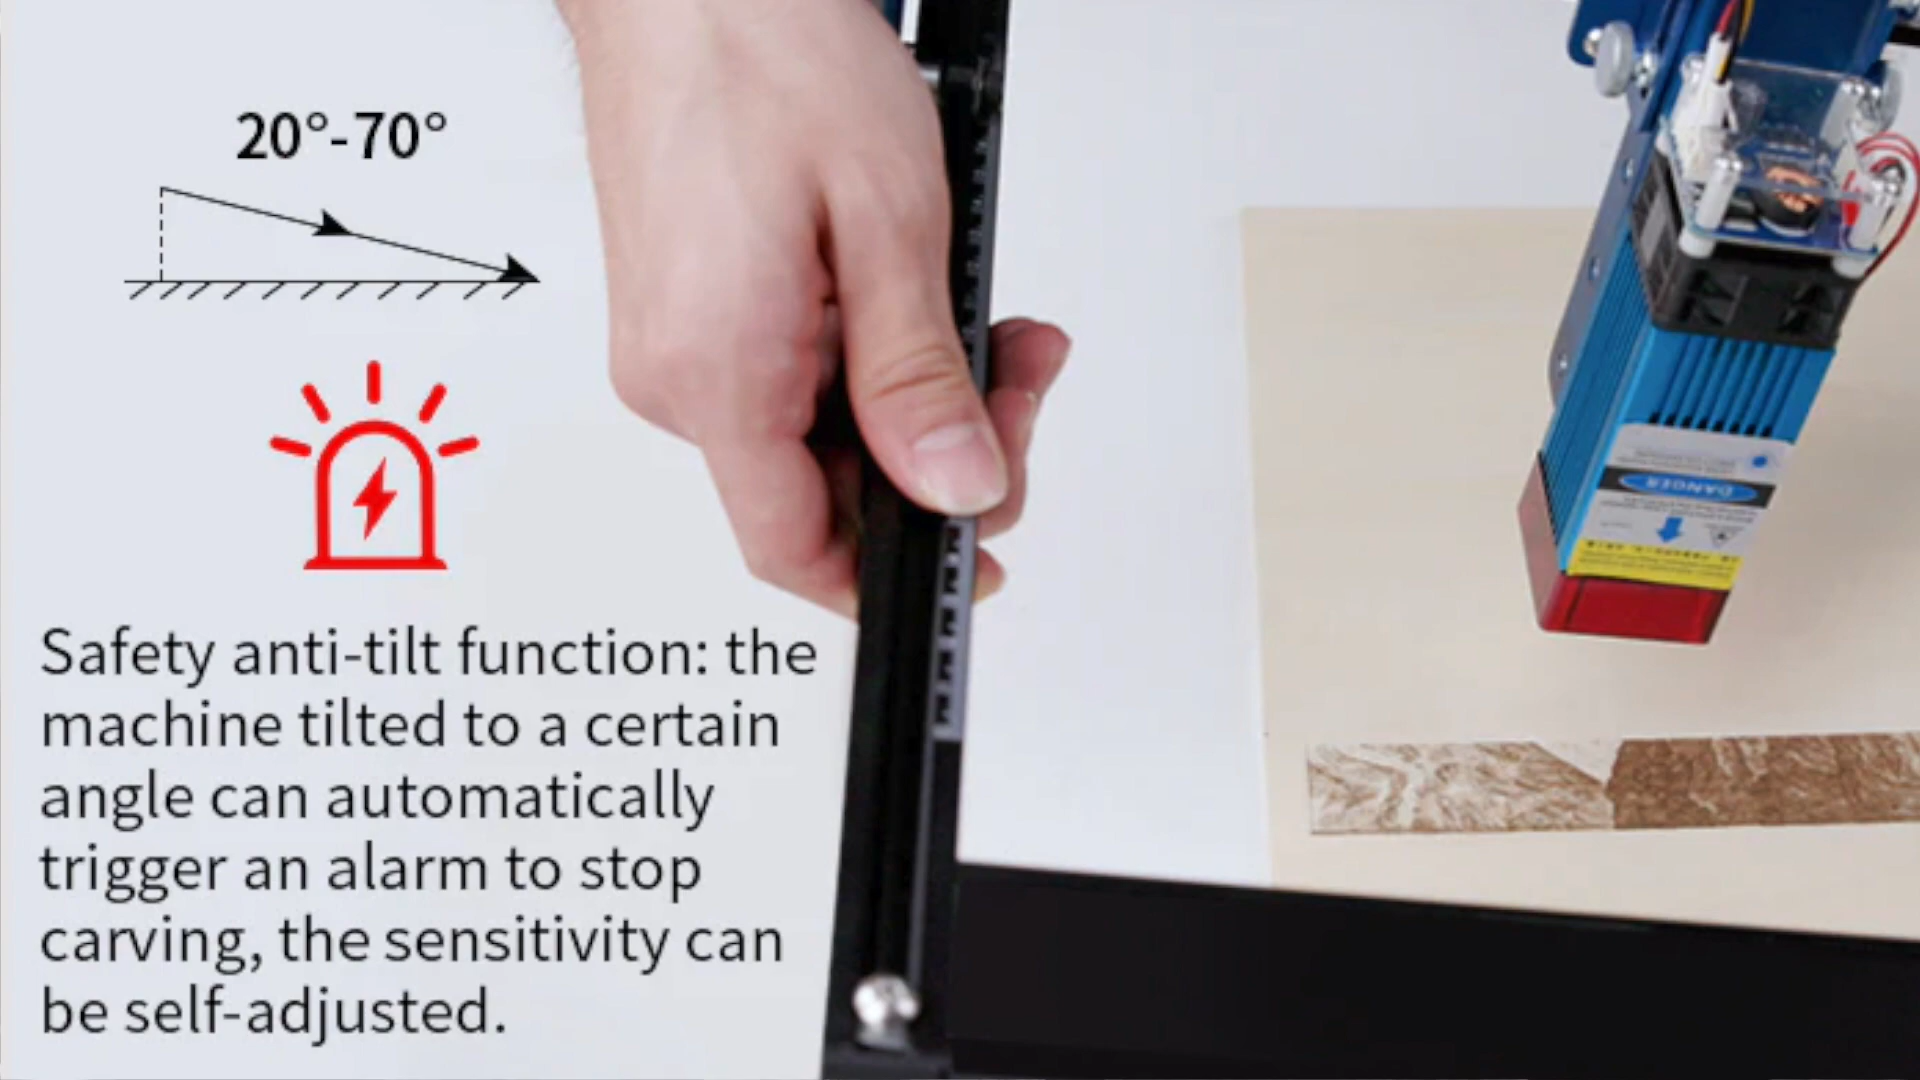 20°-70°
Safety anti-tilt function: the
machine tilted to a certain
angle can automatically
trigger an alarm to stop
carving, the sensitivity can
be self-adjusted.
DANGER